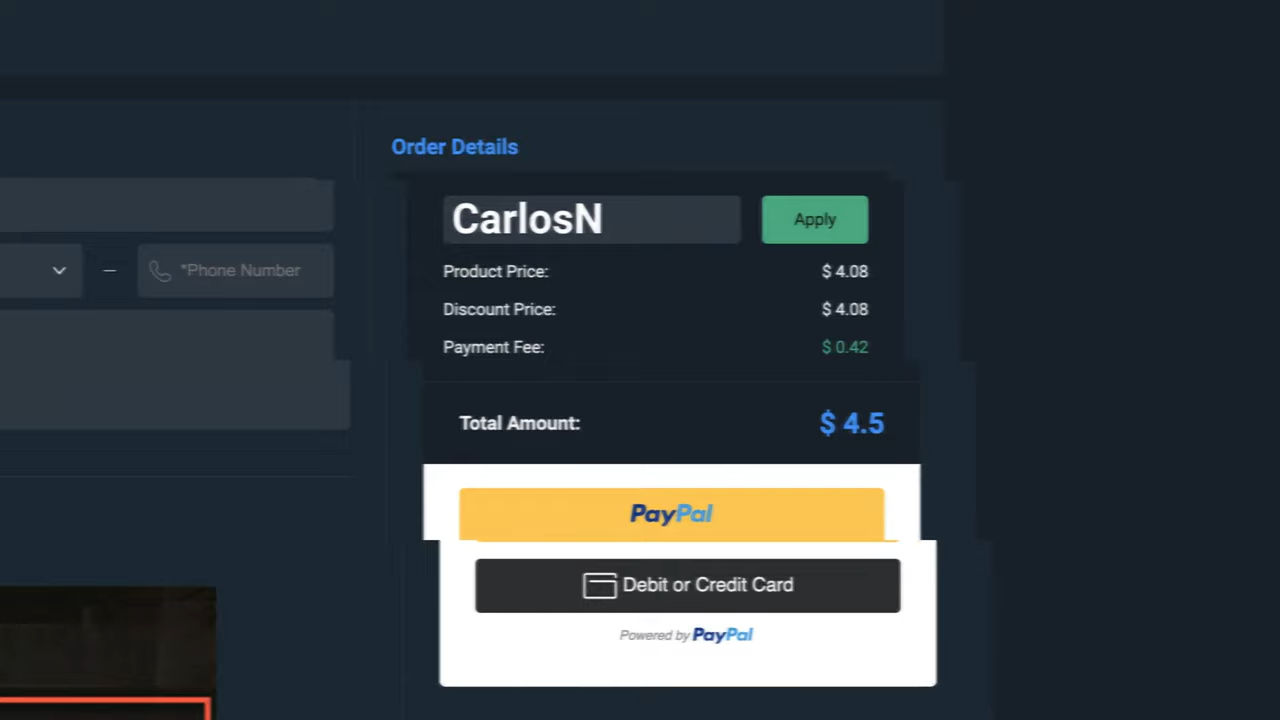 Order Details
CarlosN
Apply
— *Phone Number
Product Price: $ 4.08
Discount Price: $ 4.08
Payment Fee: $ 0.42
Total Amount: $ 4.5
PayPal
Debit or Credit Card
Powered by PayPal